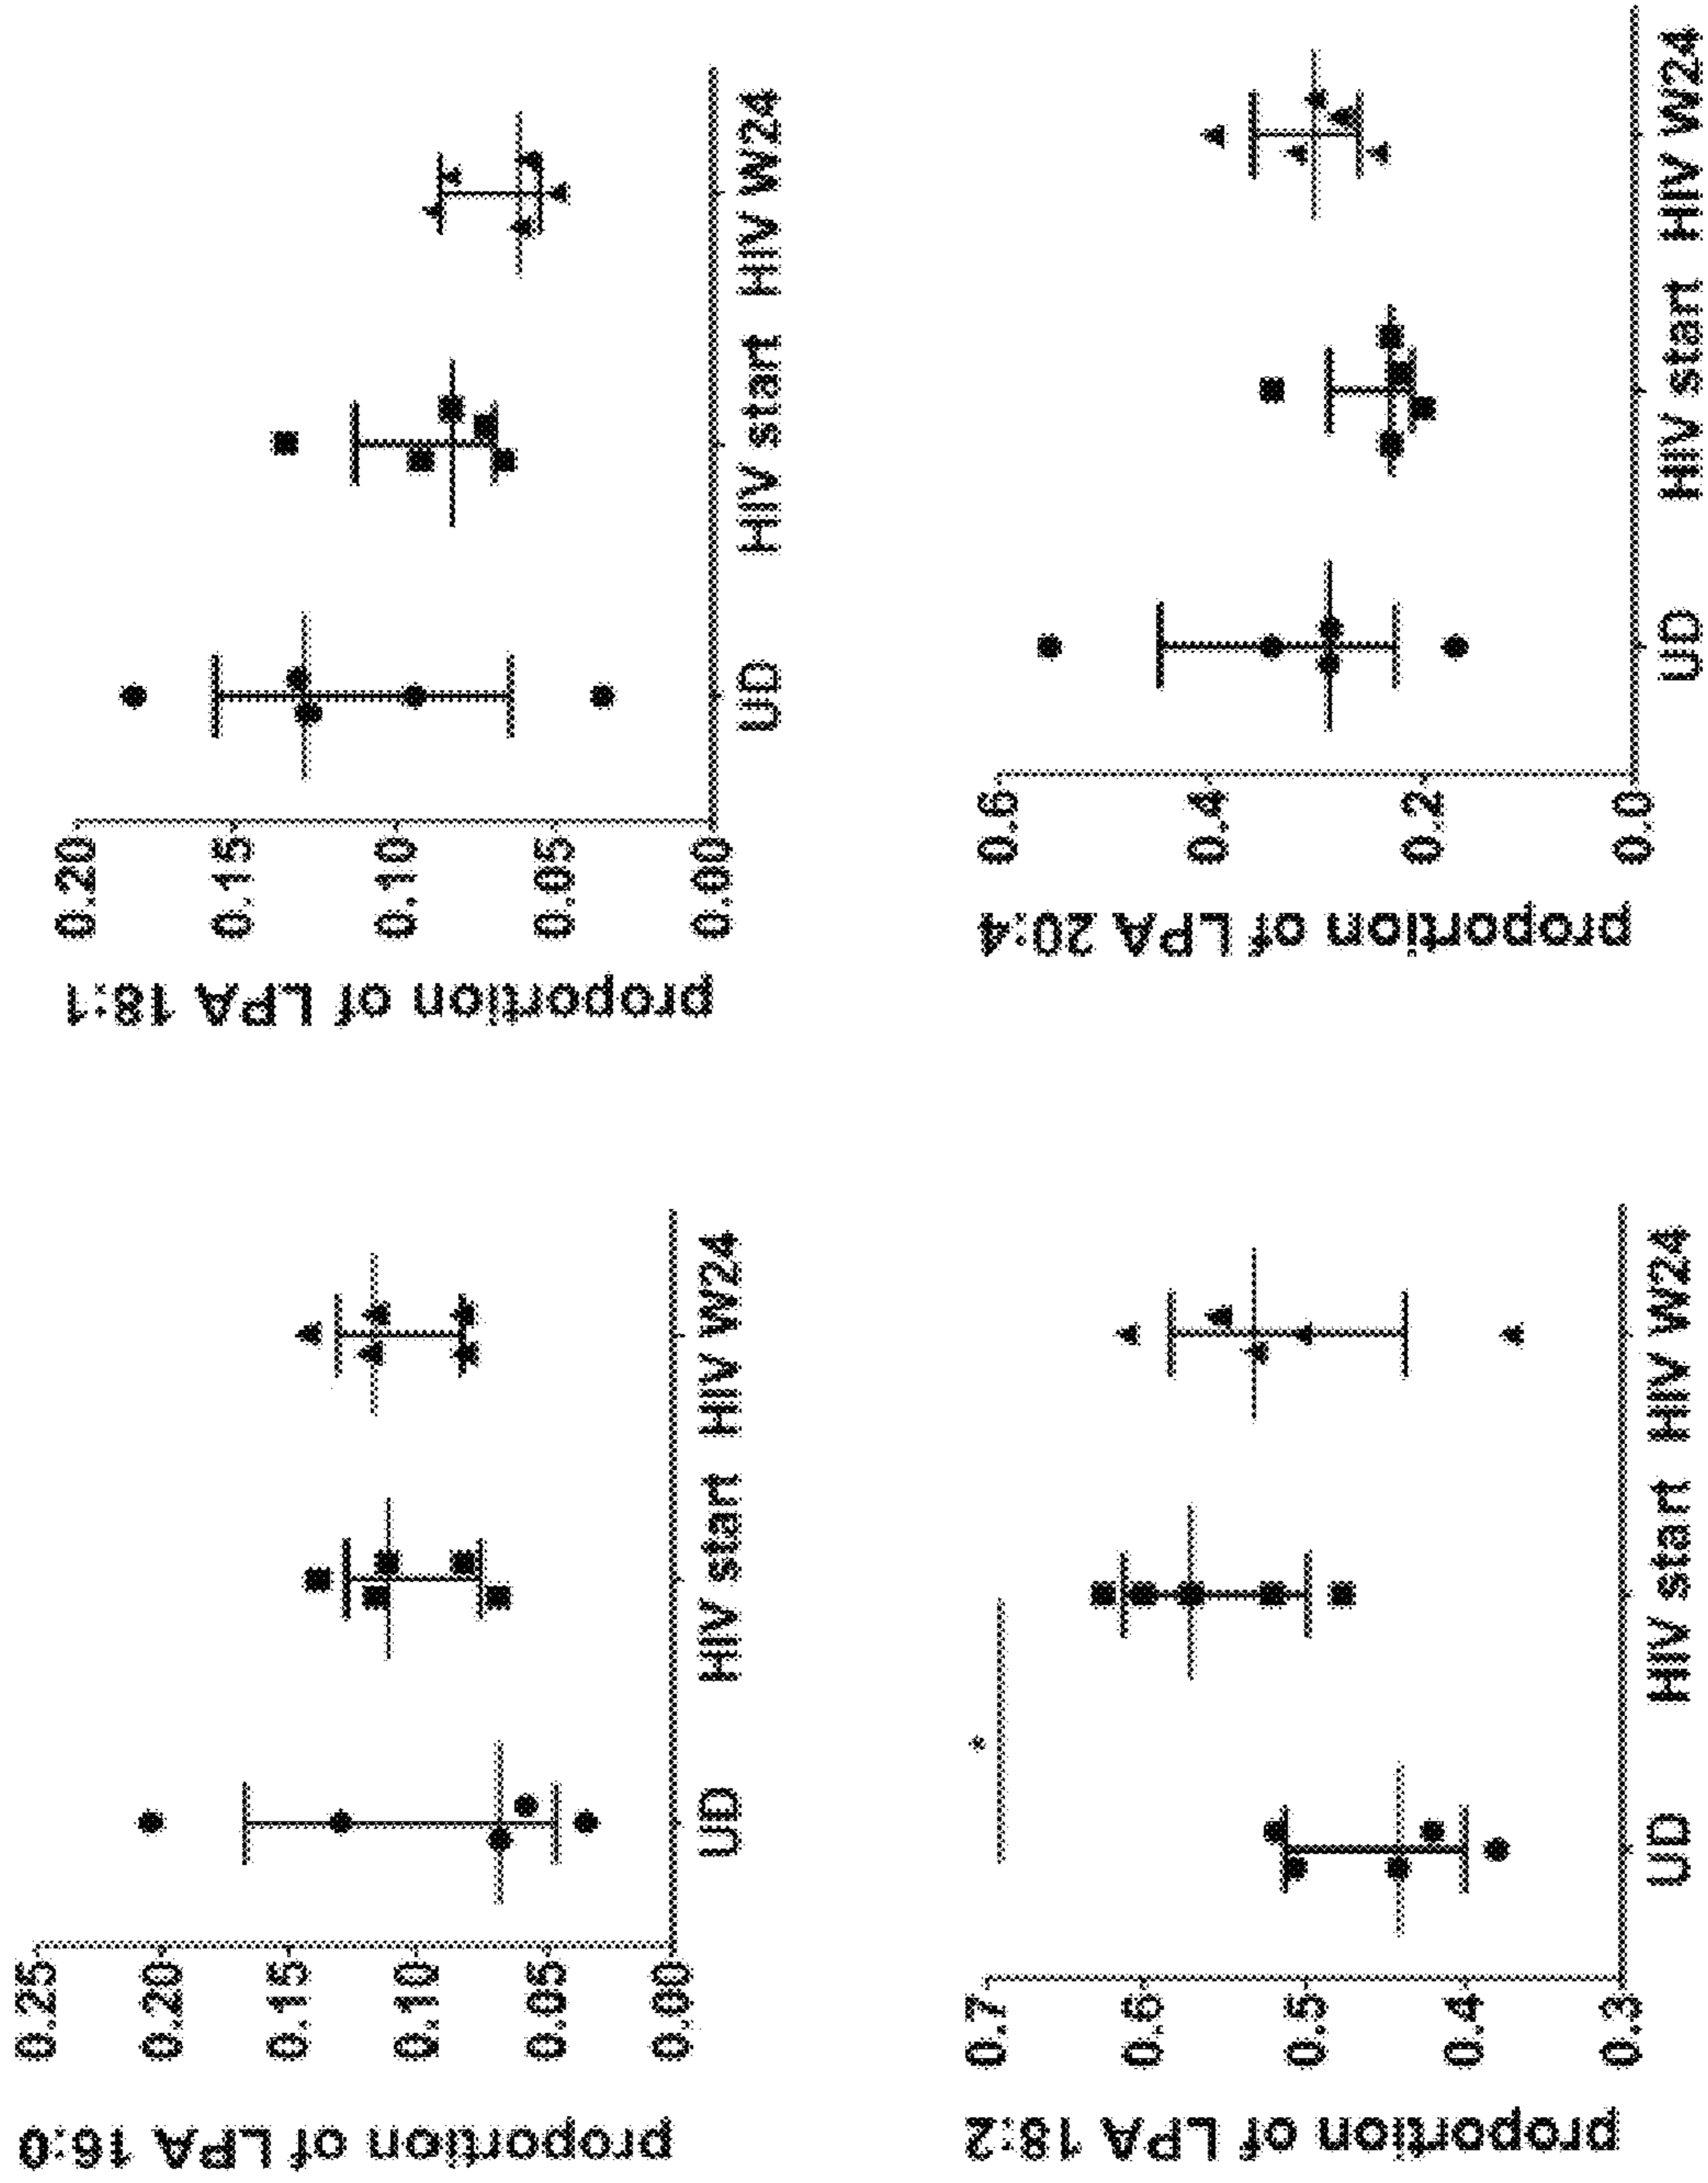 proportion of LPA 16:0
0.25
0.20
0.15
0.10
0.05
0.00
UD
HIV start
HIV W24
proportion of LPA 18:1
0.20
0.15
0.10
0.05
0.00
UD
HIV start
HIV W24
proportion of LPA 18:2
0.7
0.6
0.5
0.4
0.3
*
UD
HIV start
HIV W24
proportion of LPA 20:4
0.6
0.4
0.2
0.0
UD
HIV start
HIV W24